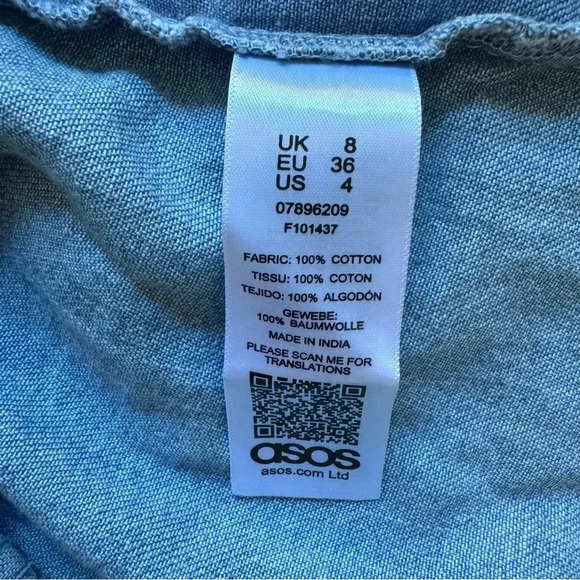 UK 8
EU 36
US 4
07896209
F101437
FABRIC: 100% COTTON
TISSU: 100% COTON
TEJIDO: 100% ALGODÓN
GEWEBE:
100% BAUMWOLLE
MADE IN INDIA
PLEASE SCAN ME FOR
TRANSLATIONS
asos
asos.com Ltd